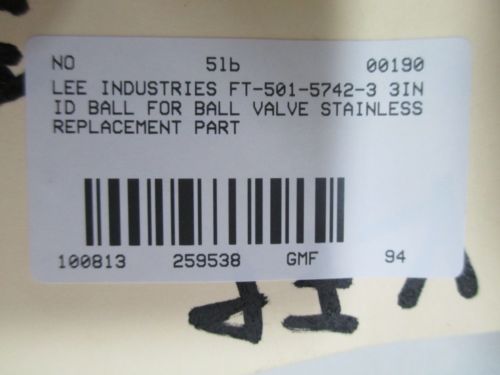 NO 5lb 00190
LEE INDUSTRIES FT-501-5742-3 3IN
ID BALL FOR BALL VALVE STAINLESS
REPLACEMENT PART
100813 259538 GMF 94